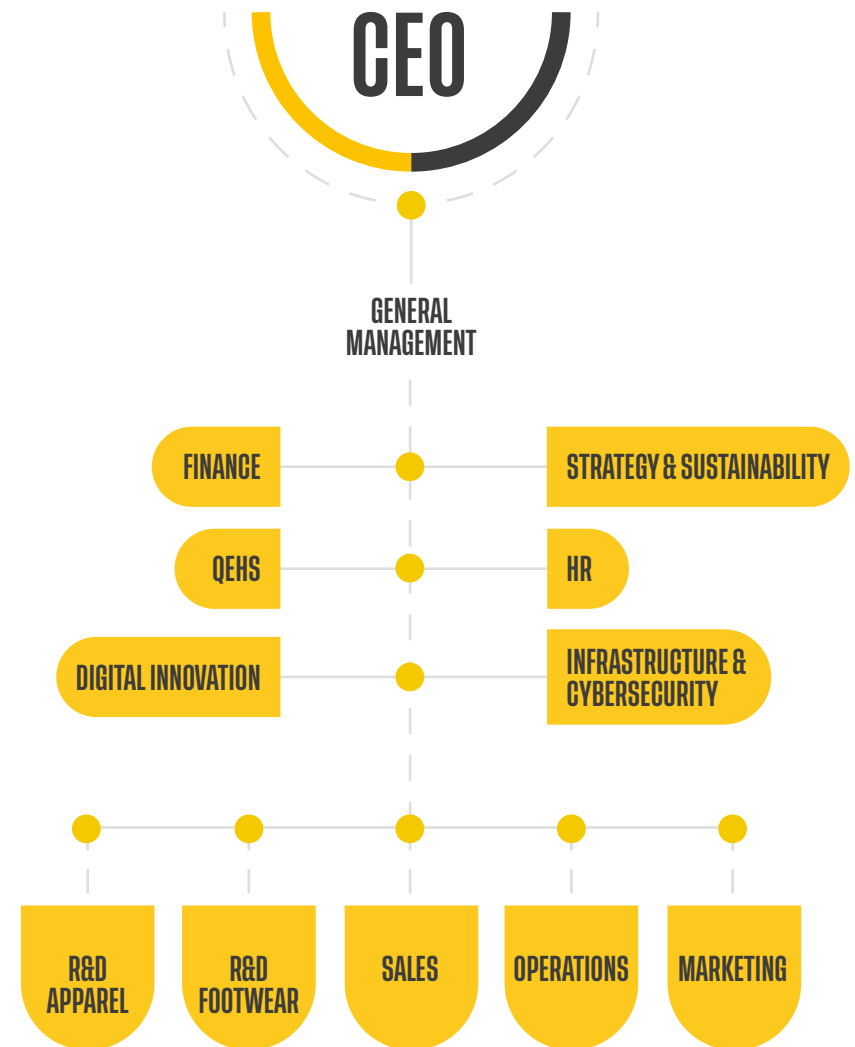 CEO
GENERAL
MANAGEMENT
FINANCE
STRATEGY & SUSTAINABILITY
QEHS
HR
DIGITAL INNOVATION
INFRASTRUCTURE &
CYBERSECURITY
R&D
APPAREL
R&D
FOOTWEAR
SALES
OPERATIONS
MARKETING